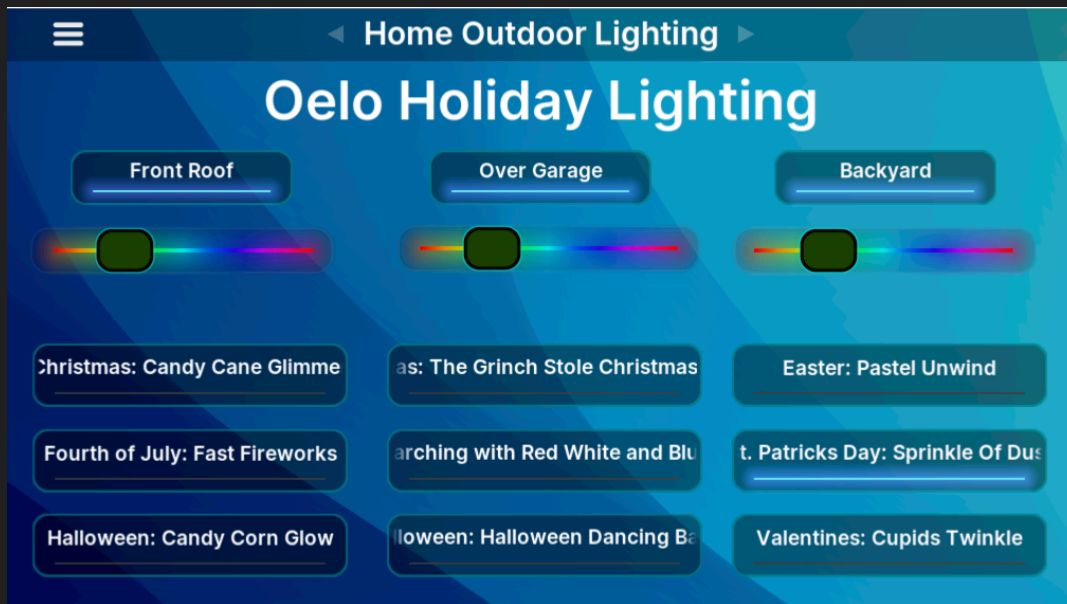 Home Outdoor Lighting
Oelo Holiday Lighting
Front Roof
Over Garage
Backyard
Christmas: Candy Cane Glimme
as: The Grinch Stole Christmas
Easter: Pastel Unwind
Fourth of July: Fast Fireworks
arching with Red White and Blu
t. Patricks Day: Sprinkle Of Dus
Halloween: Candy Corn Glow
lloween: Halloween Dancing Ba
Valentines: Cupids Twinkle